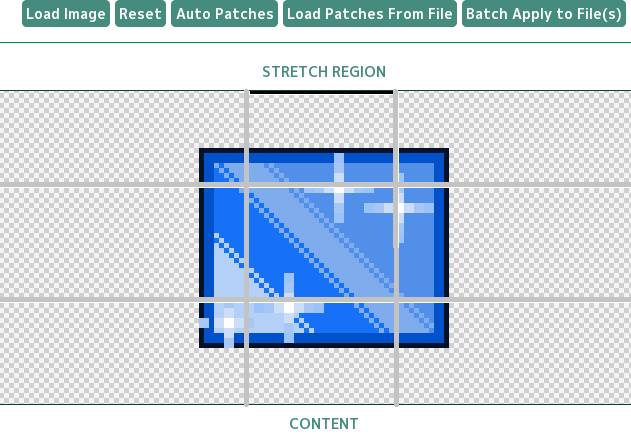 Load Image Reset Auto Patches Load Patches From File Batch Apply to File(s)
STRETCH REGION
CONTENT